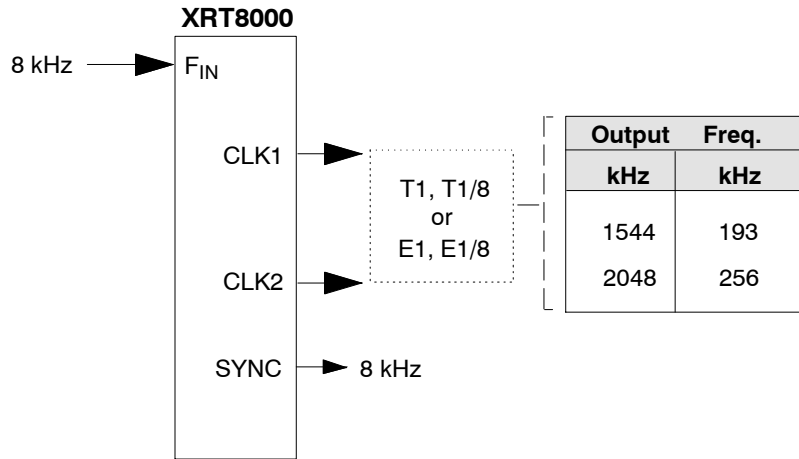 XRT8000
8 kHz
FIN
CLK1
CLK2
SYNC
8 kHz
T1, T1/8
or
E1, E1/8
Output Freq.
kHz kHz
1544 193
2048 256